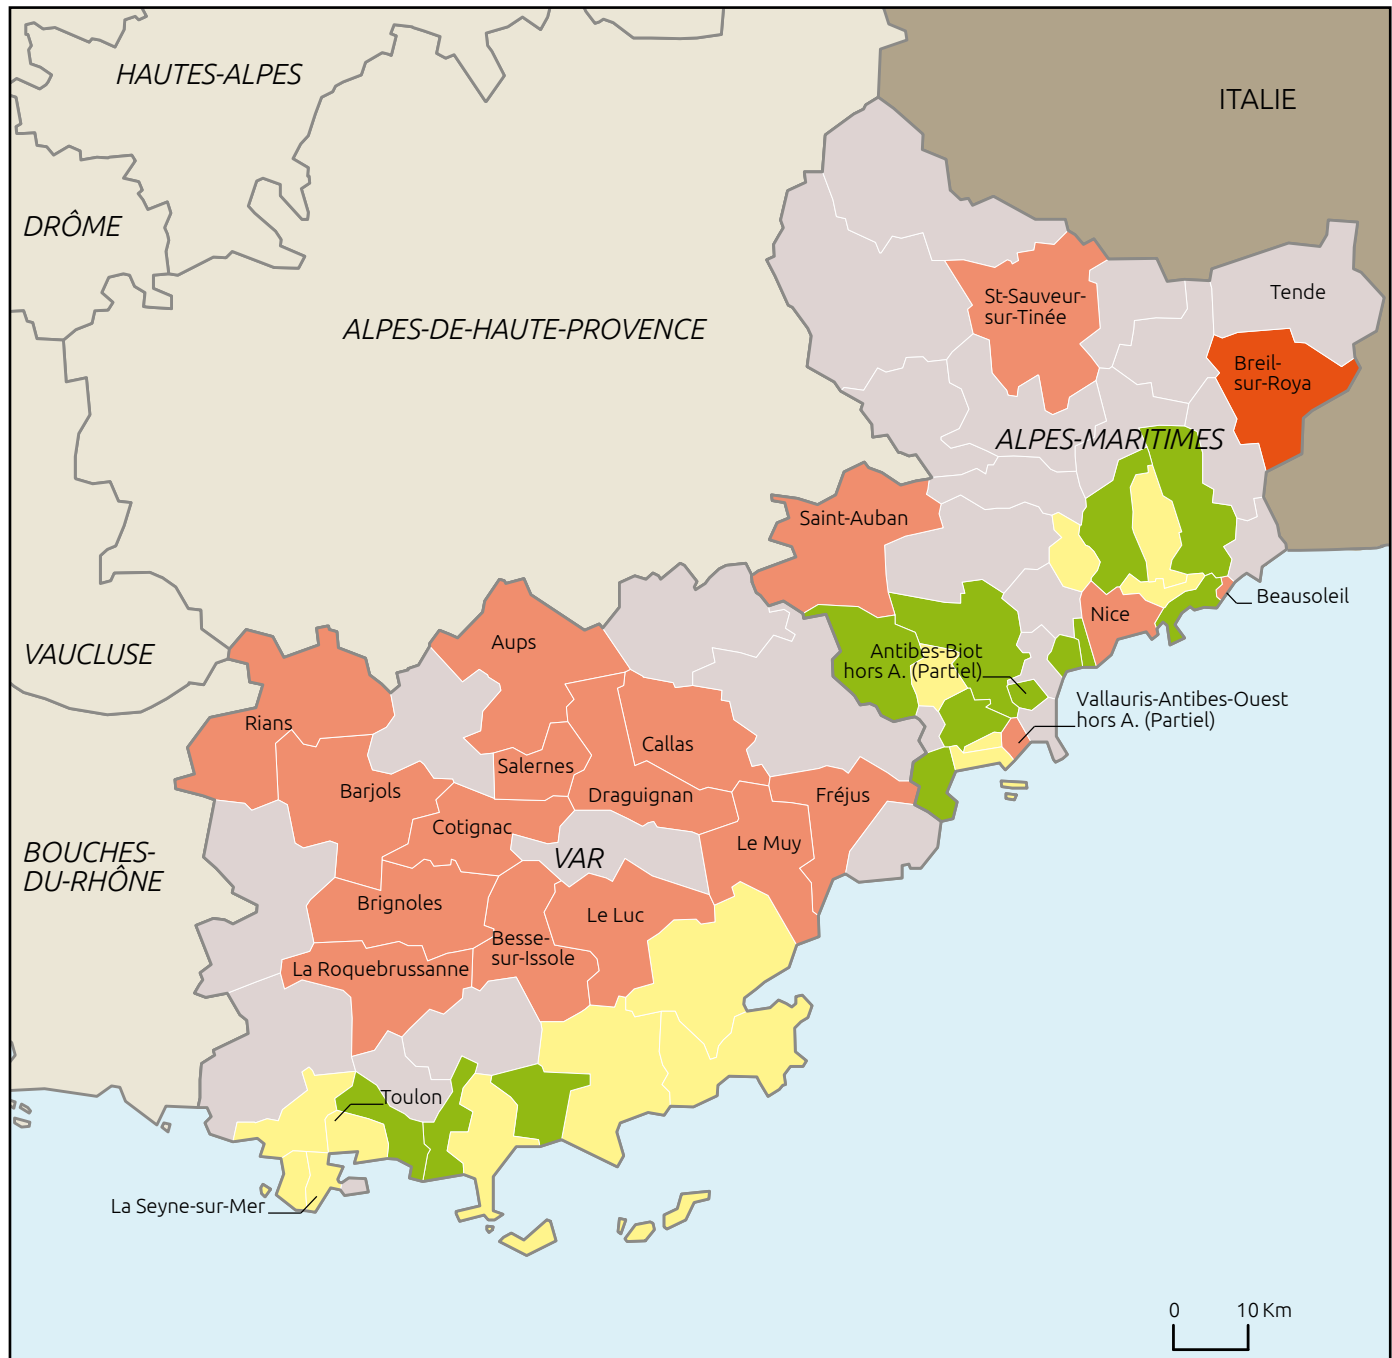 HAUTES-ALPES
ITALIE
DRÔME
St-Sauveur-
sur-Tinée
Tende
ALPES-DE-HAUTE-PROVENCE
Breil-
sur-Roya
ALPES-MARITIMES
Saint-Auban
Beausoleil
Nice
Aups
VAUCLUSE
Antibes-Biot
hors A. (Partiel)
Vallauris-Antibes-Ouest
hors A. (Partiel)
Rians
Callas
Salernes
Barjols
Draguignan
Fréjus
Cotignac
Le Muy
BOUCHES-
DU-RHÔNE
VAR
Brignoles
Le Luc
Besse-
sur-Issole
La Roquebrussanne
Toulon
La Seyne-sur-Mer
0 10 Km